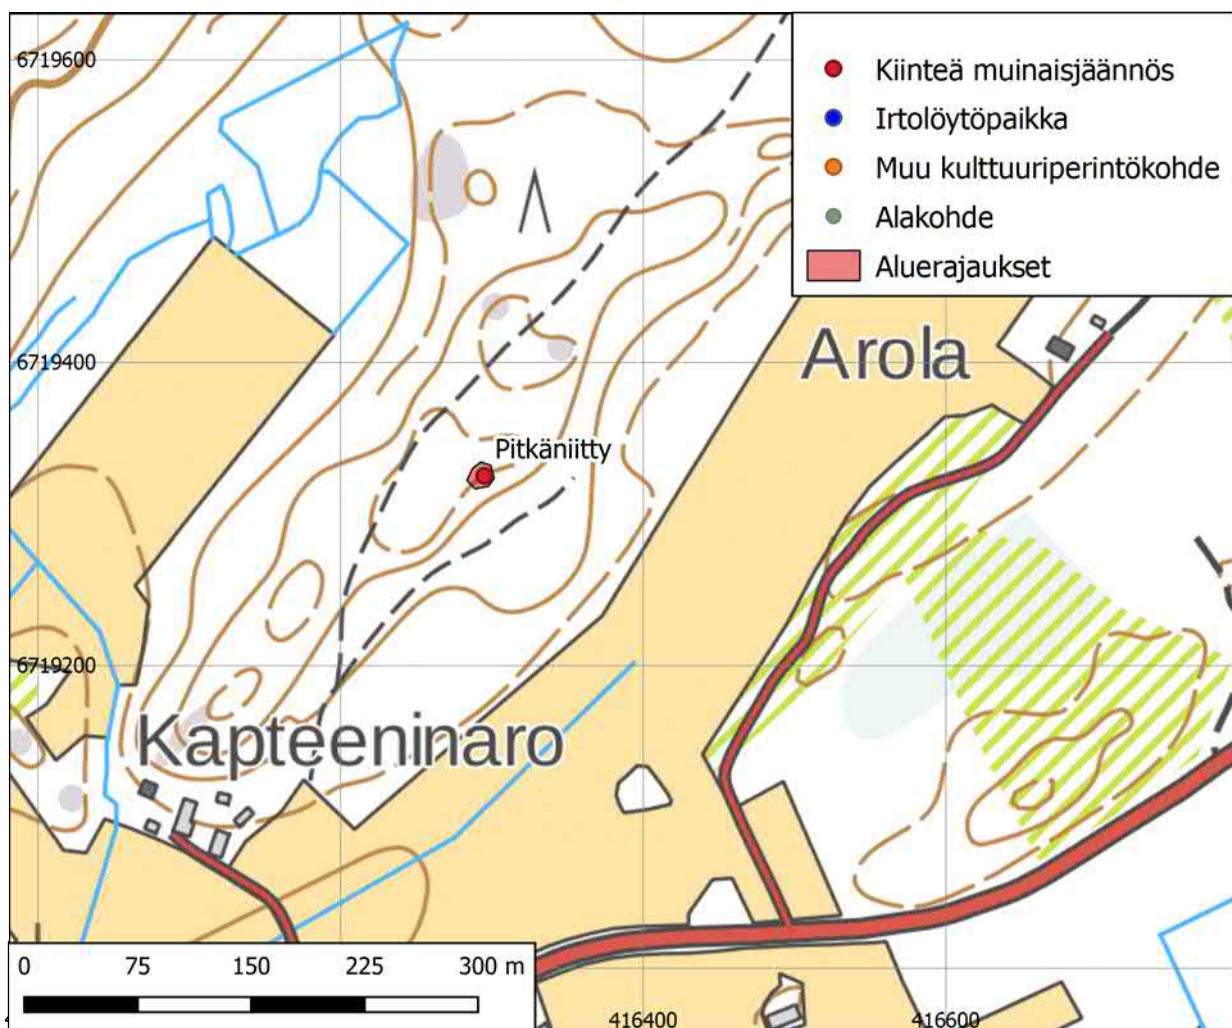 6719600
Kiinteä muinaisjäännös
Irtolöytöpaikka
Muu kulttuuriperintökohde
Alakohde
Aluerajaukset
Arola
6719400
Pitkäniitty
6719200
Kapteeninaro
0 75 150 225 300 m
416400
416600